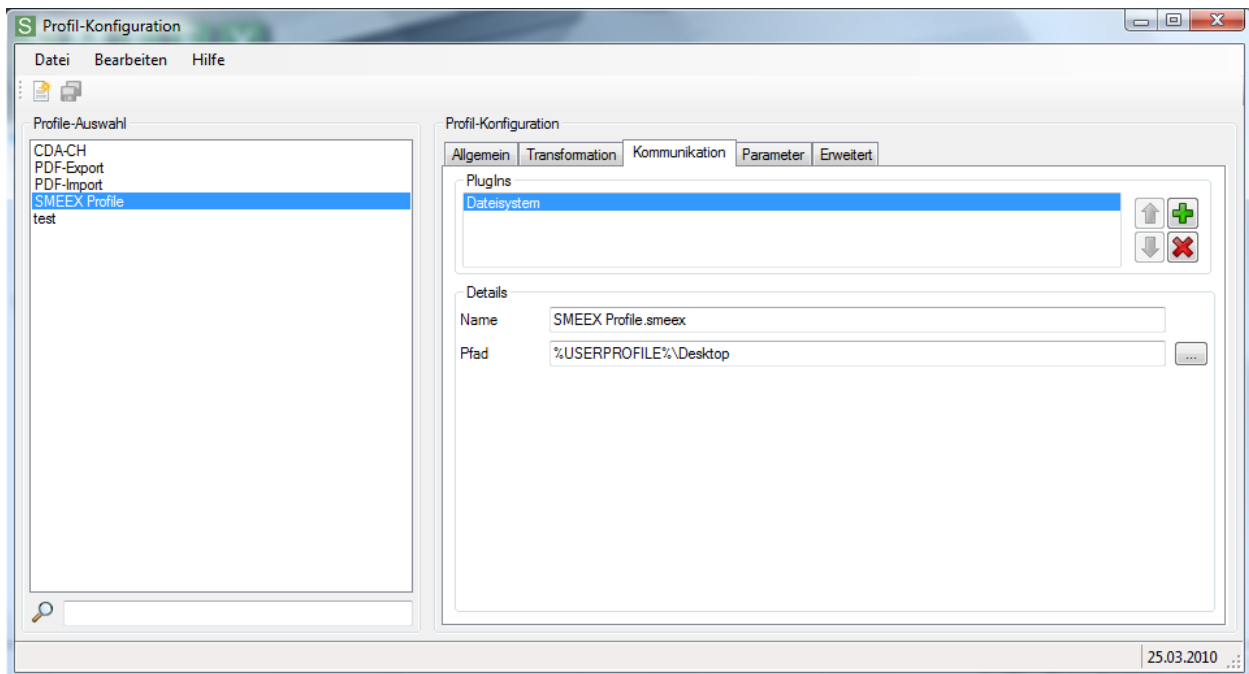 S Profil-Konfiguration
Datei Bearbeiten Hilfe
Profile-Auswahl
CDA-CH
PDF-Export
PDF-Import
SMEEX Profile
test
Profil-Konfiguration
Allgemein Transformation Kommunikation Parameter Erweitert
PlugIns
Dateisystem
Details
Name SMEEX Profile.smeex
Pfad %USERPROFILE%\Desktop ...
25.03.2010